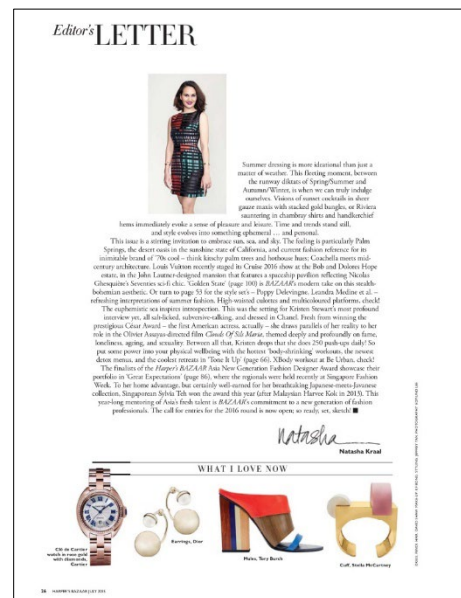 Editor's LETTER
Summer dressing is more ideational than just a
matter of weather. This fleeting moment, between
the runway diktats of Spring/Summer and
Autumn/Winter, is when we can truly indulge
ourselves. Visions of sunset cocktails in sheer
gauze maxis with stacked gold bangles, or Riviera
sauntering in chambray shirts and handkerchief
hems immediately evoke a sense of pleasure and leisure. Time and trends stand still,
and style evolves into something ephemeral … and personal.
This issue is a stirring invitation to embrace sun, sea, and sky. The feeling is particularly Palm
Springs, the desert oasis in the sunshine state of California, and current fashion reference for its
inimitable brand of '70s cool – think kitschy palm trees and hothouse hues; Coachella meets mid-
century architecture. Louis Vuitton recently staged its Cruise 2016 show at the Bob and Dolores Hope
estate, in the John Lautner-designed mansion that features a spaceship pavilion reflecting Nicolas
Ghesquière's Seventies sci-fi chic. 'Golden State' (page 100) is BAZAAR's modern take on this wealth-
bohemian aesthetic. Or turn to page 53 for the style set's – Poppy Delevingne, Leandra Medine et al. –
refreshing interpretations of summer fashion. High-waisted culottes and multicoloured platforms, check!
The euphemistic sea inspires introspection. This was the setting for Kristen Stewart's most profound
interview yet, all salt-licked, subversive-talking, and dressed in Chanel. Fresh from winning the
prestigious César Award – the first American actress, actually – she draws parallels of her reality to her
role in the Olivier Assayas-directed film Clouds Of Sils Maria, themed deeply and profoundly on fame,
loneliness, ageing, and sexuality. Between all that, Kristen drops that she does 250 push-ups daily! So
put some power into your physical wellbeing with the hottest 'body-shrinking' workouts, the newest
detox menus, and the coolest retreats in 'Tone It Up' (page 66). XBody workout at Be Urban, check!
The finalists of the Harper's BAZAAR Asia New Generation Fashion Designer Award showcase their
portfolio in 'Great Expectations' (page 86), where the regionals were held recently at Singapore Fashion
Week. To her home advantage, but certainly well-earned for her breathtaking Japanese-meets-Javanese
collection, Singaporean Sylvia Teh won the award this year (after Malaysian Harvee Kok in 2013). This
year-long mentoring of Asia's fresh talent is BAZAAR's commitment to a new generation of fashion
professionals. The call for entries for the 2016 round is now open; so ready, set, sketch! ■
Natasha
Natasha Kraal
WHAT I LOVE NOW
Clé de Cartier
watch in rose gold
with diamonds,
Cartier
Earrings, Dior
Mules, Tory Burch
Cuff, Stella McCartney
26 HARPER'S BAZAAR JULY 2015